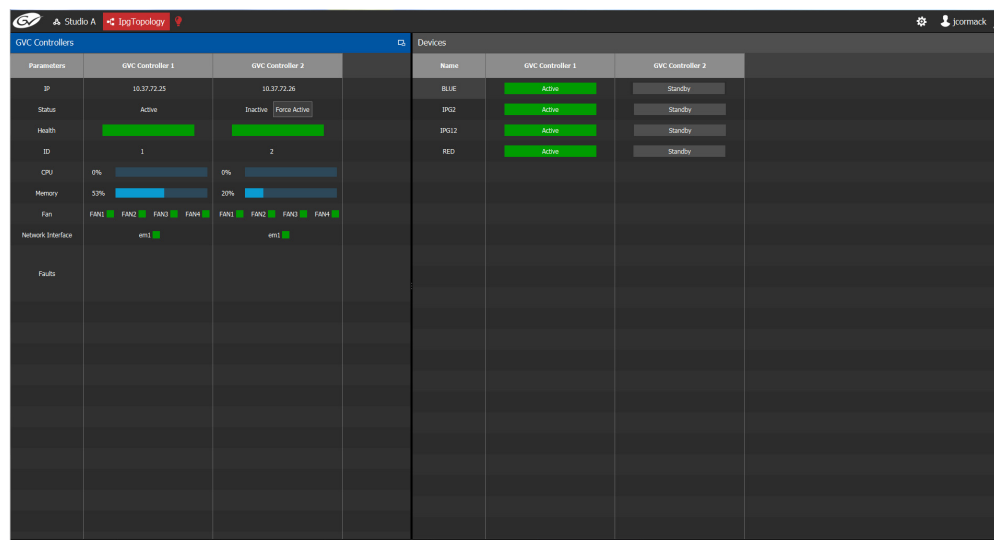 GV Studio A IpgTopology jcormack
GVC Controllers
Parameters GVC Controller 1 GVC Controller 2
IP 10.37.72.25 10.37.72.26
Status Active Inactive Force Active
Health
ID 1 2
CPU 0% 0%
Memory 53% 20%
Fan FAN1 FAN2 FAN3 FAN4 FAN1 FAN2 FAN3 FAN4
Network Interface em1 em1
Faults
Devices
Name GVC Controller 1 GVC Controller 2
BLUE Active Standby
IPG2 Active Standby
IPG12 Active Standby
RED Active Standby